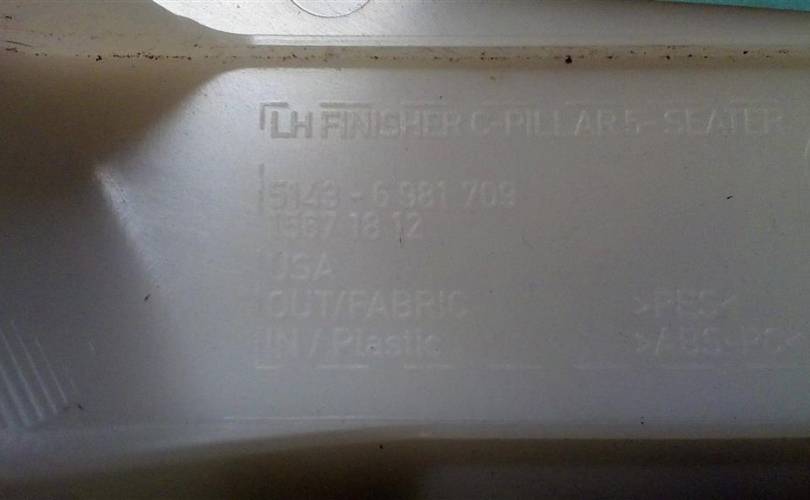 LH FINISHER C-PILLAR 5-SEATER
5143 - 6 981 709
1567 18 12
USA
OUT/FABRIC >PES<
IN / Plastic >ABS+PC<